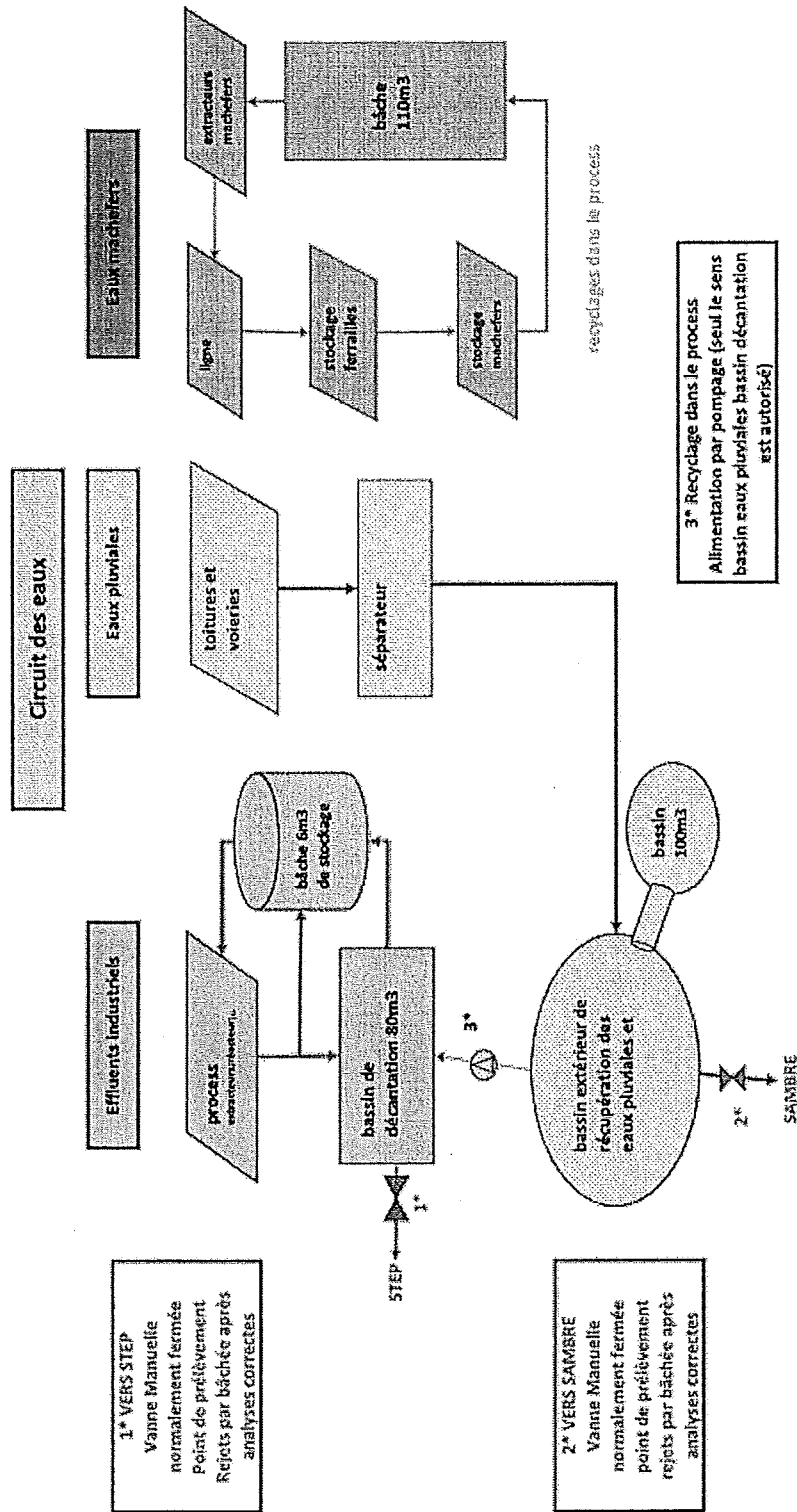 Circuit des eaux
Effluents industriels
Eaux pluviales
Eaux machefers
1* VERS STEP
Vanne Manuelle
normalement fermée
Point de prélèvement
Rejets par bâchée après
analyses correctes
process
bâche 6m3
de stockage
bassin de
décantation 80m3
1*
STEP
3*
toitures et
voieries
séparateur
extracteurs
machefers
ligne
bâche
110m3
stockage
ferrailles
stockage
machefers
recyclages dans le process
2* VERS SAMBRE
Vanne Manuelle
normalement fermée
point de prélèvement
rejets par bâchée après
analyses correctes
bassin extérieur de
récupération des
eaux pluviales et
bassin
100m3
2*
SAMBRE
3* Recyclage dans le process
Alimentation par pompage (seul le sens
bassin eaux pluviales bassin décantation
est autorisé)